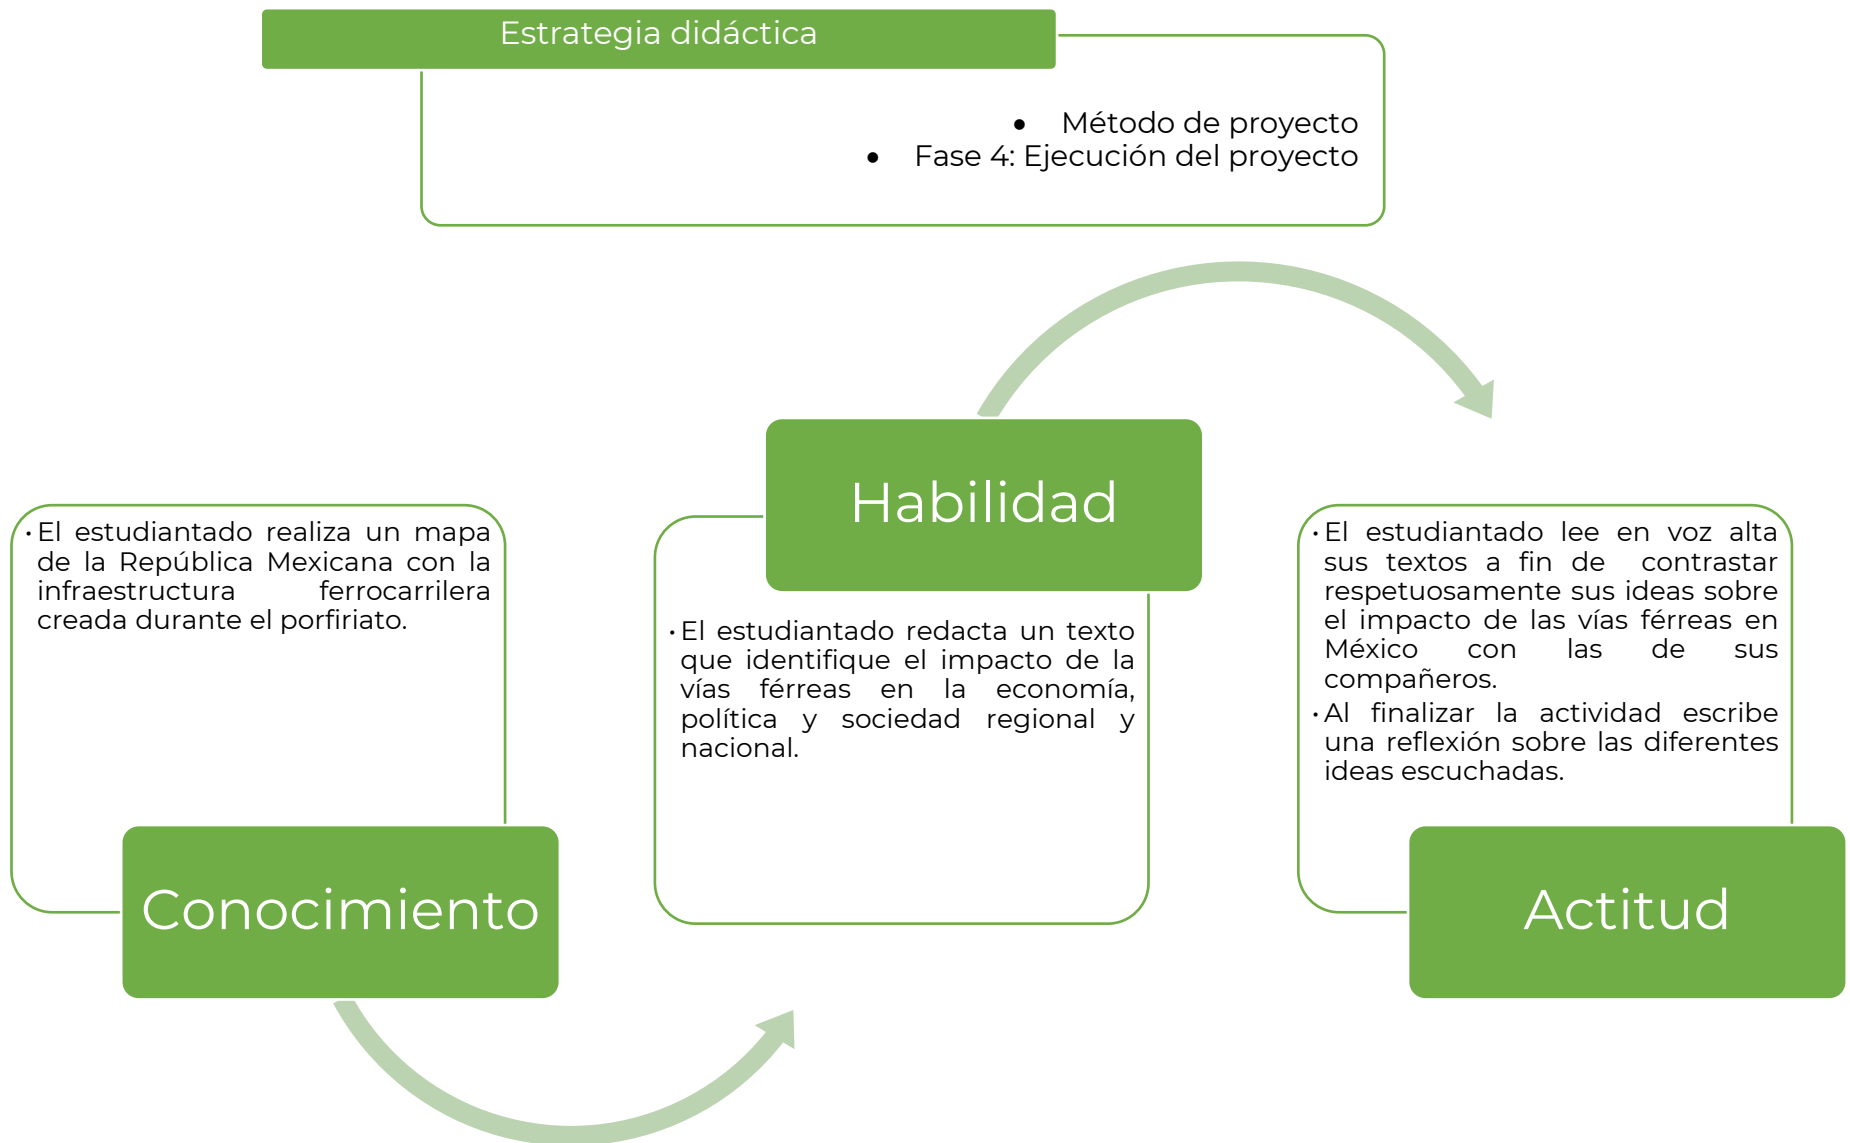 Estrategia didáctica
• Método de proyecto
• Fase 4: Ejecución del proyecto
• El estudiantado realiza un mapa
de la República Mexicana con la
infraestructura ferrocarrilera
creada durante el porfiriato.
Conocimiento
Habilidad
• El estudiantado redacta un texto
que identifique el impacto de la
vías férreas en la economía,
política y sociedad regional y
nacional.
• El estudiantado lee en voz alta
sus textos a fin de contrastar
respetuosamente sus ideas sobre
el impacto de las vías férreas en
México con las de sus
compañeros.
• Al finalizar la actividad escribe
una reflexión sobre las diferentes
ideas escuchadas.
Actitud